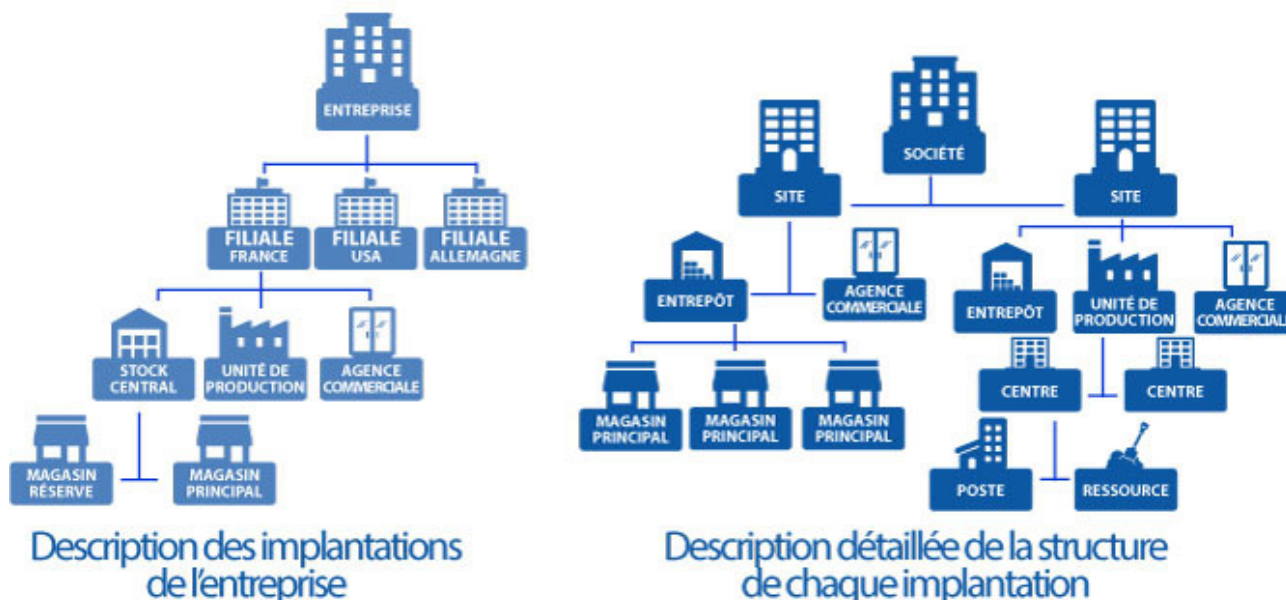 ENTREPRISE
FILIALE
FRANCE
FILIALE
USA
FILIALE
ALLEMAGNE
STOCK
CENTRAL
UNITÉ DE
PRODUCTION
AGENCE
COMMERCIALE
MAGASIN
RÉSERVE
MAGASIN
PRINCIPAL
Description des implantations
de l'entreprise
SOCIÉTÉ
SITE
SITE
ENTREPÔT
AGENCE
COMMERCIALE
ENTREPÔT
UNITÉ DE
PRODUCTION
AGENCE
COMMERCIALE
MAGASIN
PRINCIPAL
MAGASIN
PRINCIPAL
MAGASIN
PRINCIPAL
CENTRE
CENTRE
POSTE
RESSOURCE
Description détaillée de la structure
de chaque implantation